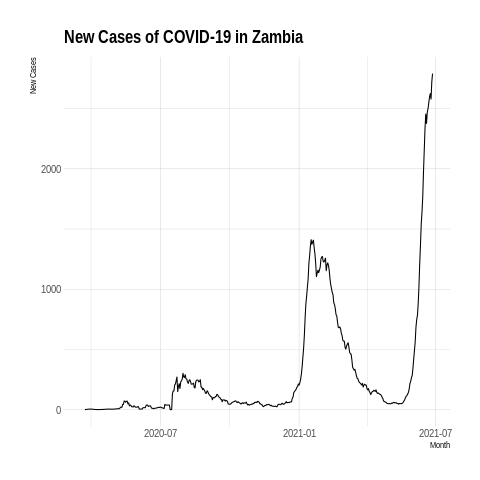 New Cases of COVID-19 in Zambia
New Cases
2000
1000
0
2020-07 2021-01 2021-07
Month